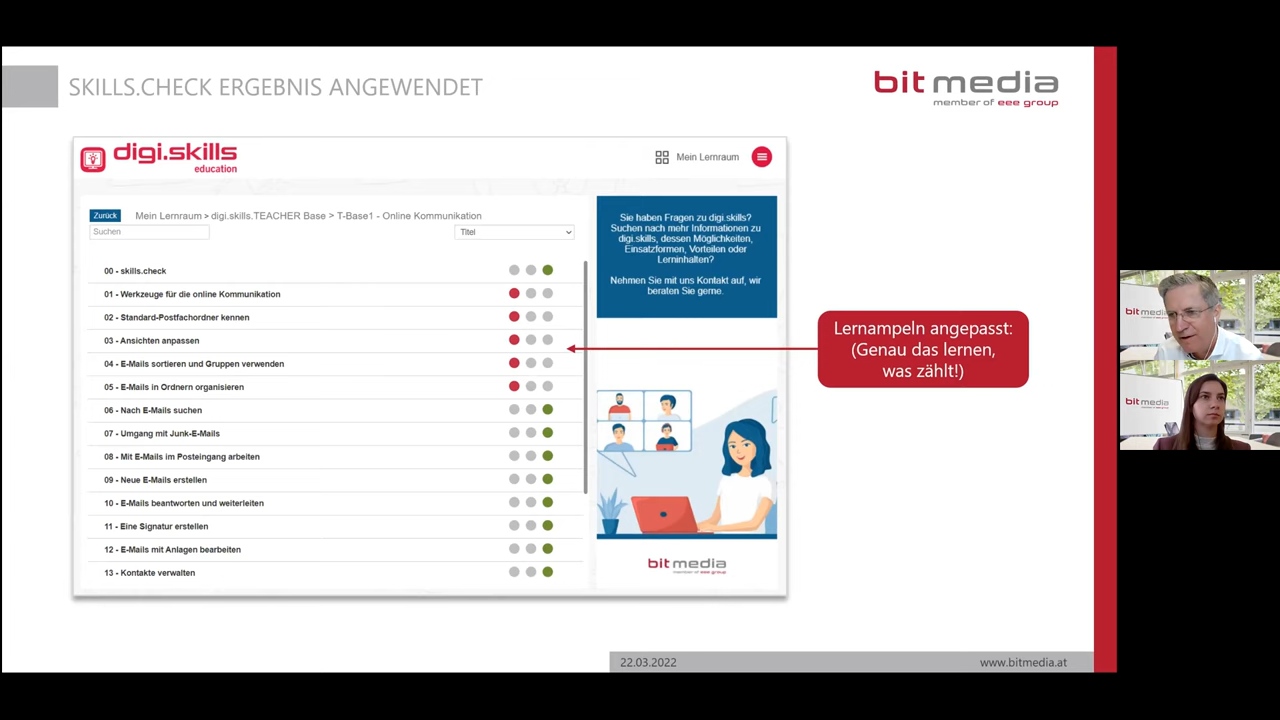 SKILLS.CHECK ERGEBNIS ANGEWENDET
bit media
member of eee group
digi.skills
education
Mein Lernraum
Zurück
Mein Lernraum > digi.skills.TEACHER Base > T-Base1 - Online Kommunikation
Suchen
Titel
00 - skills.check
01 - Werkzeuge für die online Kommunikation
02 - Standard-Postfachordner kennen
03 - Ansichten anpassen
04 - E-Mails sortieren und Gruppen verwenden
05 - E-Mails in Ordnern organisieren
06 - Nach E-Mails suchen
07 - Umgang mit Junk-E-Mails
08 - Mit E-Mails im Posteingang arbeiten
09 - Neue E-Mails erstellen
10 - E-Mails beantworten und weiterleiten
11 - Eine Signatur erstellen
12 - E-Mails mit Anlagen bearbeiten
13 - Kontakte verwalten
Sie haben Fragen zu digi.skills?
Suchen nach mehr Informationen zu
digi.skills, dessen Möglichkeiten,
Einsatzformen, Vorteilen oder
Lerninhalten?
Nehmen Sie mit uns Kontakt auf, wir
beraten Sie gerne.
bit media
member of eee group
Lernampeln angepasst:
(Genau das lernen,
was zählt!)
bit
media
bit media
22.03.2022
www.bitmedia.at